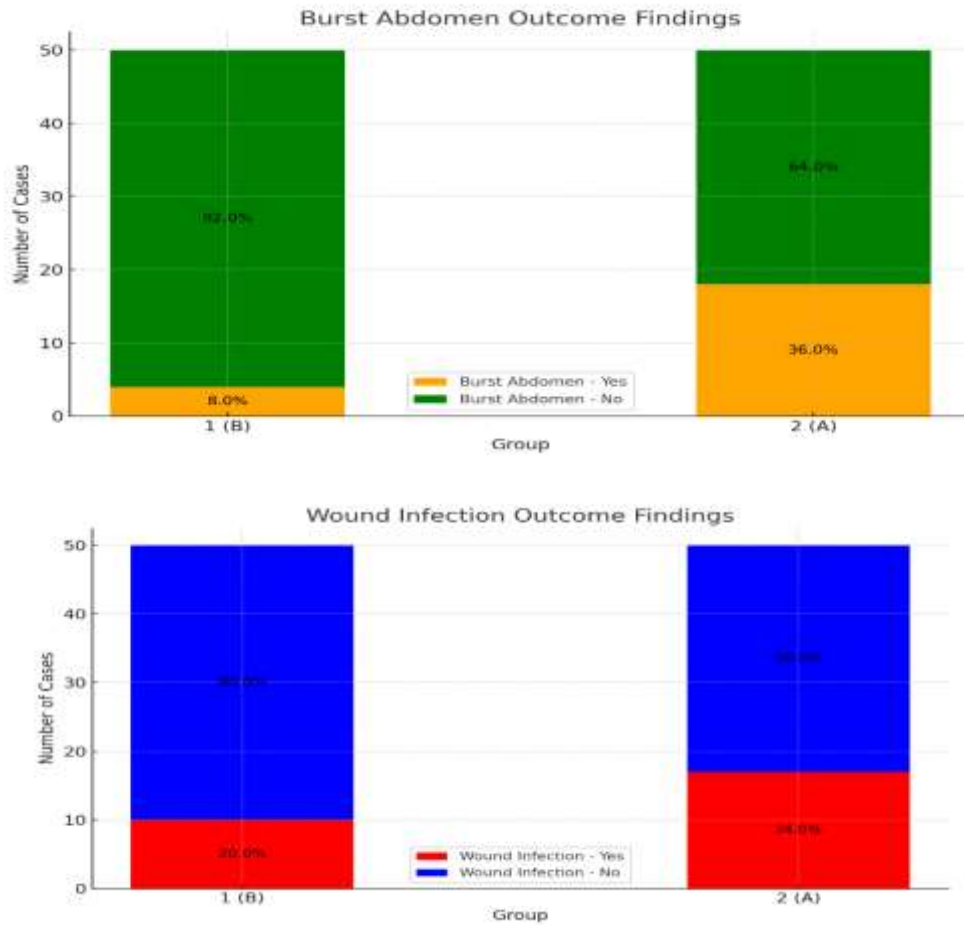 Burst Abdomen Outcome Findings
50
40
30
20
10
0
Number of Cases
92.0%
8.0%
64.0%
36.0%
Burst Abdomen - Yes
Burst Abdomen - No
1 (B)
2 (A)
Group
Wound Infection Outcome Findings
50
40
30
20
10
0
Number of Cases
80.0%
20.0%
34.0%
Wound Infection - Yes
Wound Infection - No
1 (B)
2 (A)
Group